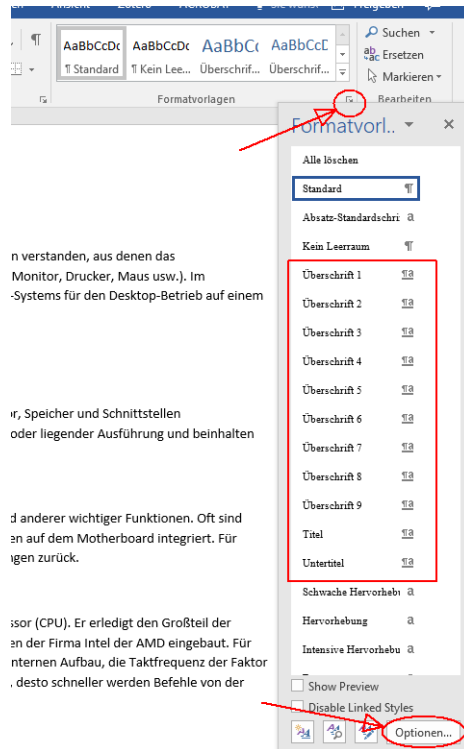 Ansicht Zotero
¶ AaBbCcDc AaBbCcDc AaBbCc AaBbCcE
¶ Standard ¶ Kein Lee... Überschrif... Überschrif...
Suchen
Ersetzen
Markieren
Formatvorlagen Bearbeiten
Formatvorl..
Alle löschen
Standard ¶
Absatz-Standardschri a
Kein Leerraum ¶
Überschrift 1 ¶a
Überschrift 2 ¶a
Überschrift 3 ¶a
Überschrift 4 ¶a
Überschrift 5 ¶a
Überschrift 6 ¶a
Überschrift 7 ¶a
Überschrift 8 ¶a
Überschrift 9 ¶a
Titel ¶a
Untertitel ¶a
Schwache Hervorheb a
Hervorhebung a
Intensive Hervorhebu a
Show Preview
Disable Linked Styles
Optionen...
n verstanden, aus denen das
Monitor, Drucker, Maus usw.). Im
-Systems für den Desktop-Betrieb auf einem
or, Speicher und Schnittstellen
oder liegender Ausführung und beinhalten
d anderer wichtiger Funktionen. Oft sind
en auf dem Motherboard integriert. Für
ngen zurück.
ssor (CPU). Er erledigt den Großteil der
en der Firma Intel der AMD eingebaut. Für
nternen Aufbau, die Taktfrequenz der Faktor
, desto schneller werden Befehle von der